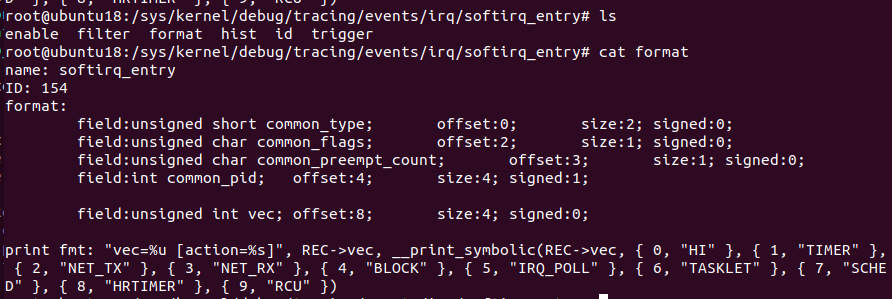 D" }, { 8, "HRTIMER" }, { 9, "RCU" })
root@ubuntu18:/sys/kernel/debug/tracing/events/irq/softirq_entry# ls
enable  filter  format  hist  id  trigger
root@ubuntu18:/sys/kernel/debug/tracing/events/irq/softirq_entry# cat format
name: softirq_entry
ID: 154
format:
        field:unsigned short common_type;       offset:0;       size:2; signed:0;
        field:unsigned char common_flags;       offset:2;       size:1; signed:0;
        field:unsigned char common_preempt_count;       offset:3;       size:1; signed:0;
        field:int common_pid;   offset:4;       size:4; signed:1;
        field:unsigned int vec; offset:8;       size:4; signed:0;
print fmt: "vec=%u [action=%s]", REC->vec, __print_symbolic(REC->vec, { 0, "HI" }, { 1, "TIMER" },
 { 2, "NET_TX" }, { 3, "NET_RX" }, { 4, "BLOCK" }, { 5, "IRQ_POLL" }, { 6, "TASKLET" }, { 7, "SCHE
D" }, { 8, "HRTIMER" }, { 9, "RCU" })